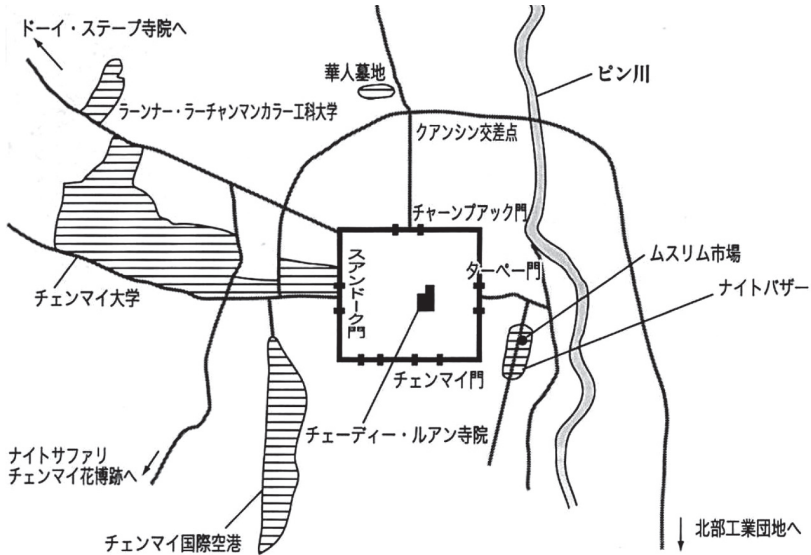 ドーイ・ステープ寺院へ
華人墓地
ピン川
ラーンナー・ラーチャンマンカラー工科大学
クアンシン交差点
チャーンプアック門
スアンドーク門
ターペー門
ムスリム市場
ナイトバザー
チェンマイ大学
チェンマイ門
チェーディー・ルアン寺院
ナイトサファリ
チェンマイ花博跡へ
チェンマイ国際空港
北部工業団地へ